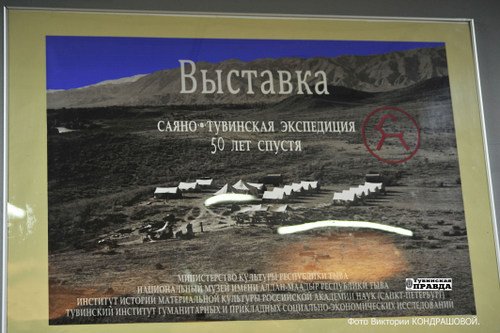 Выставка
САЯНО-ТУВИНСКАЯ ЭКСПЕДИЦИЯ
50 ЛЕТ СПУСТЯ
МИНИСТЕРСТВО КУЛЬТУРЫ РЕСПУБЛИКИ ТЫВА
НАЦИОНАЛЬНЫЙ МУЗЕЙ ИМЕНИ АЛДАН-МААДЫР РЕСПУБЛИКИ ТЫВА
ИНСТИТУТ ИСТОРИИ МАТЕРИАЛЬНОЙ КУЛЬТУРЫ РОССИЙСКОЙ АКАДЕМИИ НАУК (САНКТ-ПЕТЕРБУРГ)
ТУВИНСКИЙ ИНСТИТУТ ГУМАНИТАРНЫХ И ПРИКЛАДНЫХ СОЦИАЛЬНО-ЭКОНОМИЧЕСКИХ ИССЛЕДОВАНИЙ
Тувинская
ПРАВДА
Фото Виктории КОНДРАШОВОЙ.